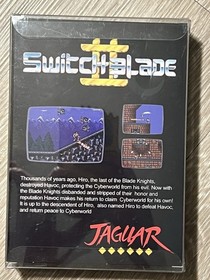 SWITCHBLADE
II
Thousands of years ago, Hiro, the last of the Blade Knights,
destroyed Havoc, protecting the Cyberworld from his evil. Now with
the Blade Knights disbanded and stripped of their honor and
reputation Havoc makes his return to claim Cyberworld for his own!
It is up to the descendent of Hiro, also named Hiro to defeat Havoc,
and return peace to Cyberworld
JAGUAR